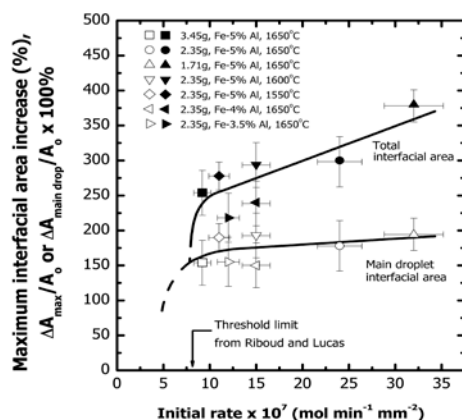 Maximum interfacial area increase (%),
ΔA_max/A_o or ΔA_main drop/A_o x 100%
500
450
400
350
300
250
200
150
100
50
0
3.45g, Fe-5% Al, 1650°C
2.35g, Fe-5% Al, 1650°C
1.71g, Fe-5% Al, 1650°C
2.35g, Fe-5% Al, 1600°C
2.35g, Fe-5% Al, 1550°C
2.35g, Fe-4% Al, 1650°C
2.35g, Fe-3.5% Al, 1650°C
Total
interfacial area
Main droplet
interfacial area
Threshold limit
from Riboud and Lucas
0 5 10 15 20 25 30 35
Initial rate x 10⁷ (mol min⁻¹ mm⁻²)